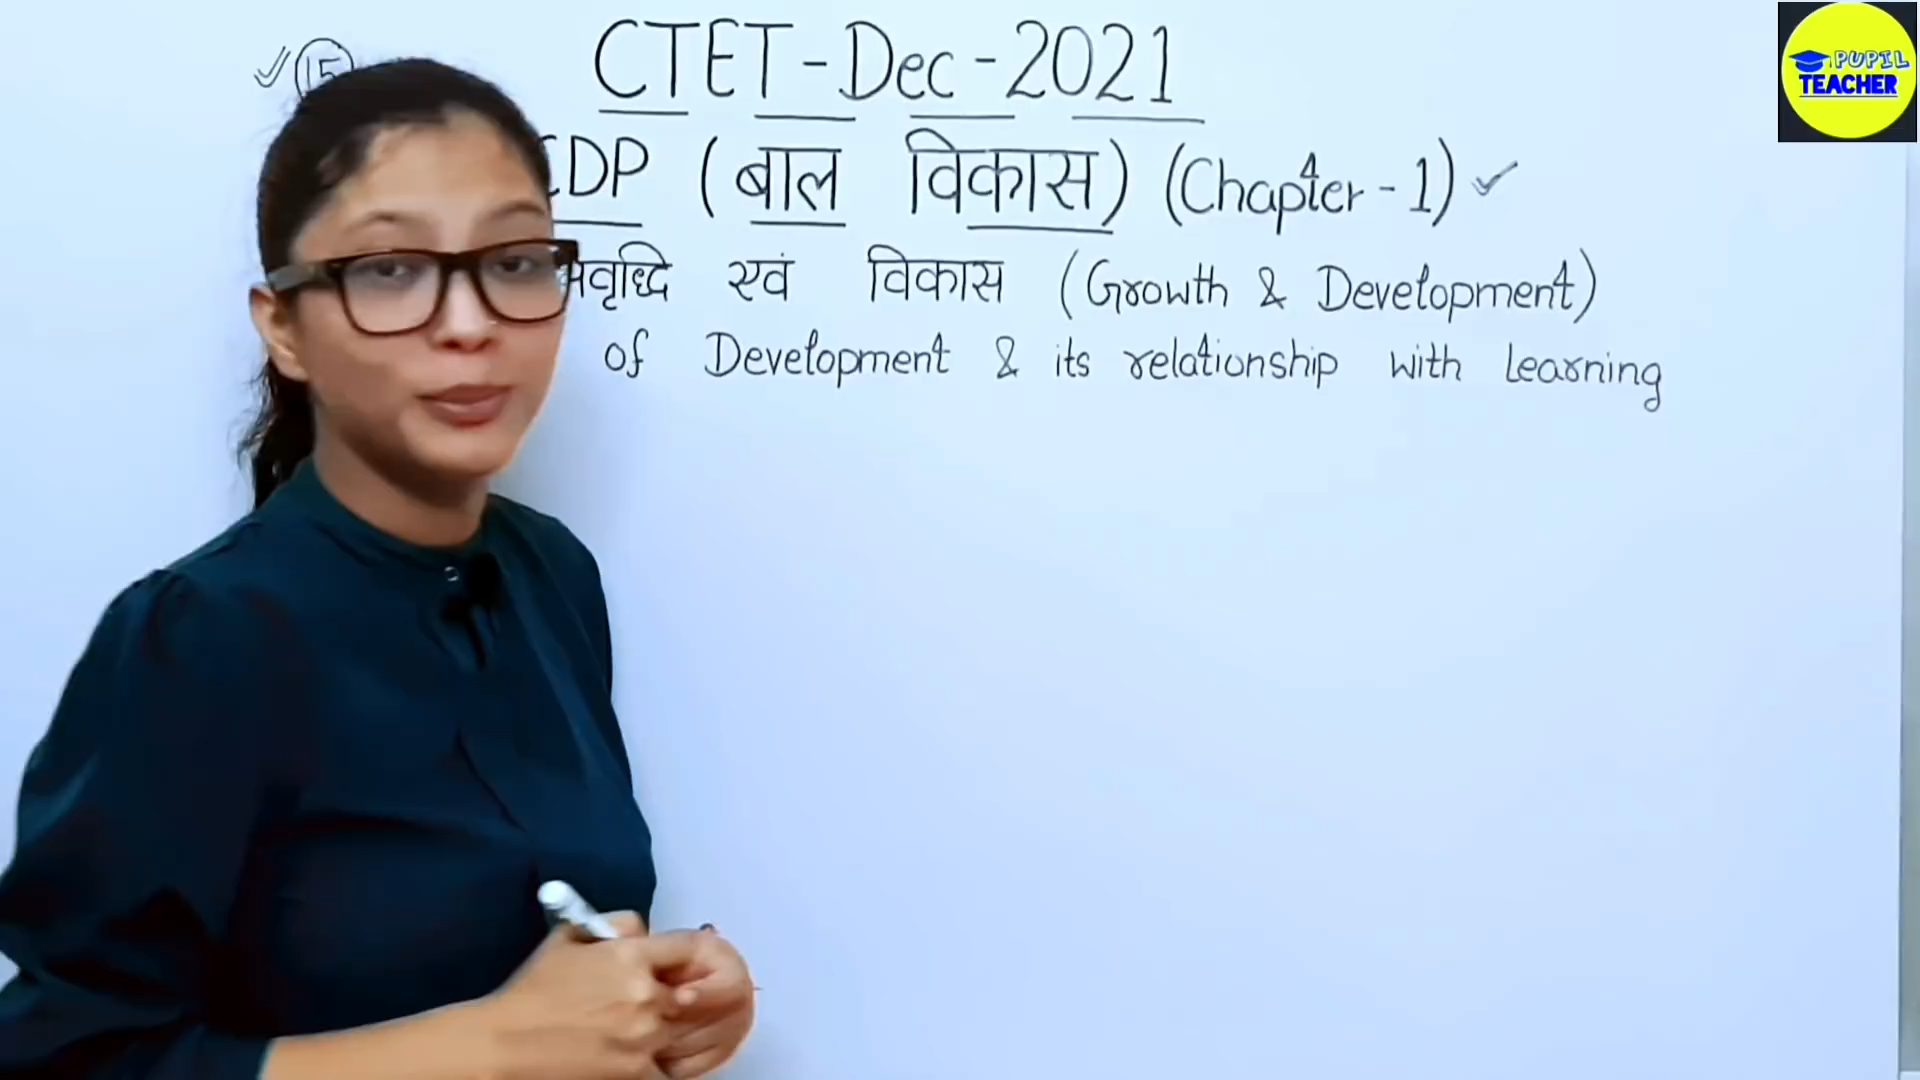 15 CTET-Dec-2021
CDP (बाल विकास) (Chapter-1)
एवं विकास (Growth & Development)
of Development & its relationship with Learning
PUPIL
TEACHER